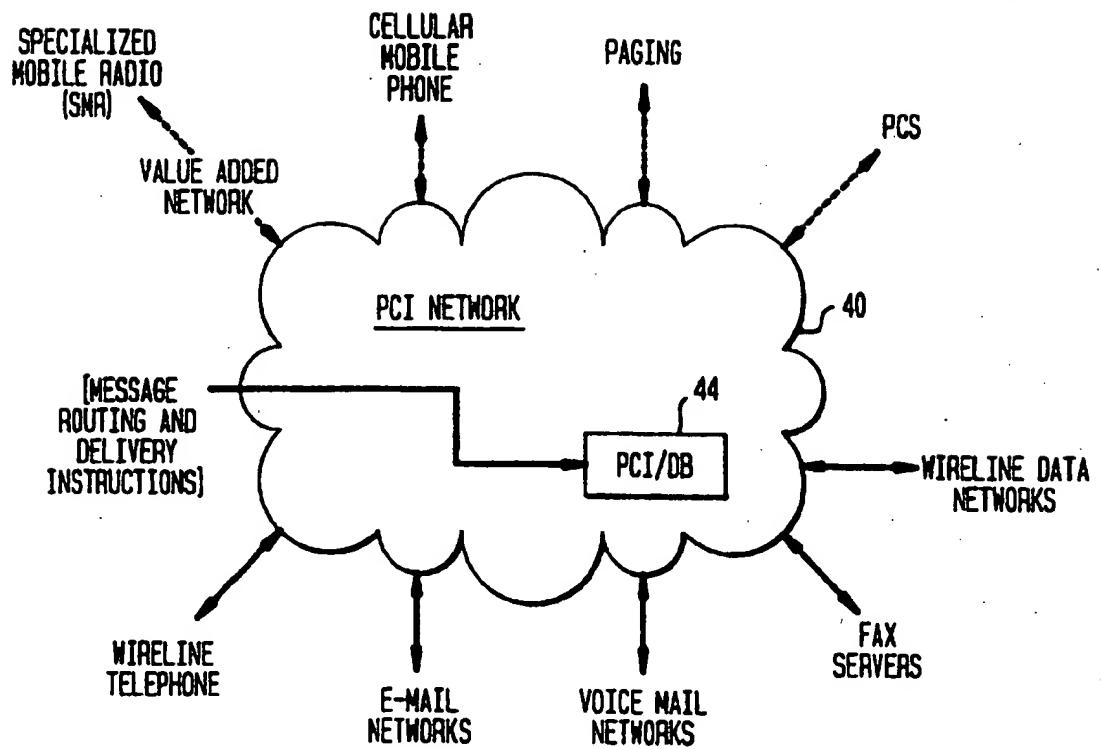 SPECIALIZED
MOBILE RADIO
(SMR)
CELLULAR
MOBILE
PHONE
PAGING
PCS
VALUE ADDED
NETWORK
PCI NETWORK
40
[MESSAGE
ROUTING AND
DELIVERY
INSTRUCTIONS]
44
PCI/DB
WIRELINE DATA
NETWORKS
WIRELINE
TELEPHONE
E-MAIL
NETWORKS
VOICE MAIL
NETWORKS
FAX
SERVERS